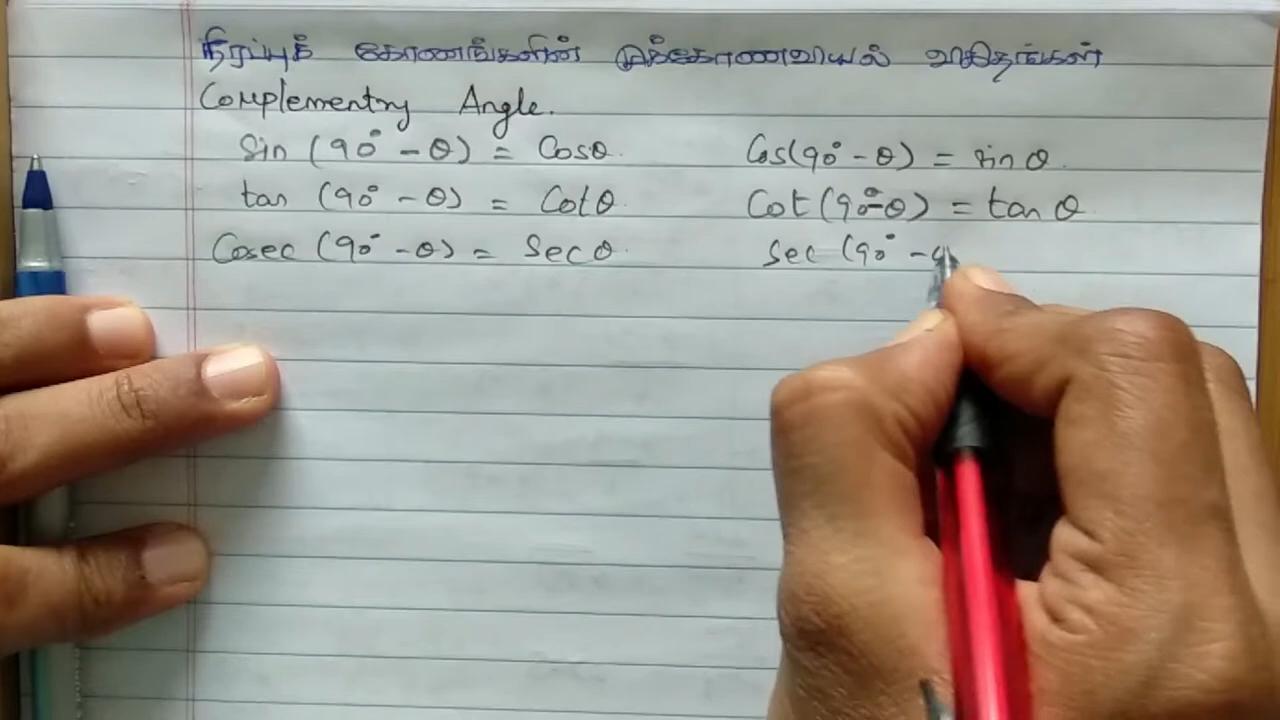 நிரப்புக் கோணங்களின் முக்கோணவியல் விகிதங்கள்
Complementry Angle.
Sin (90° - θ) = Cosθ. Cos(90° - θ) = sin θ.
tan (90° - θ) = Cotθ Cot (90°-θ) = tan θ
Cosec (90° - θ) = Sec θ. Sec (90° -